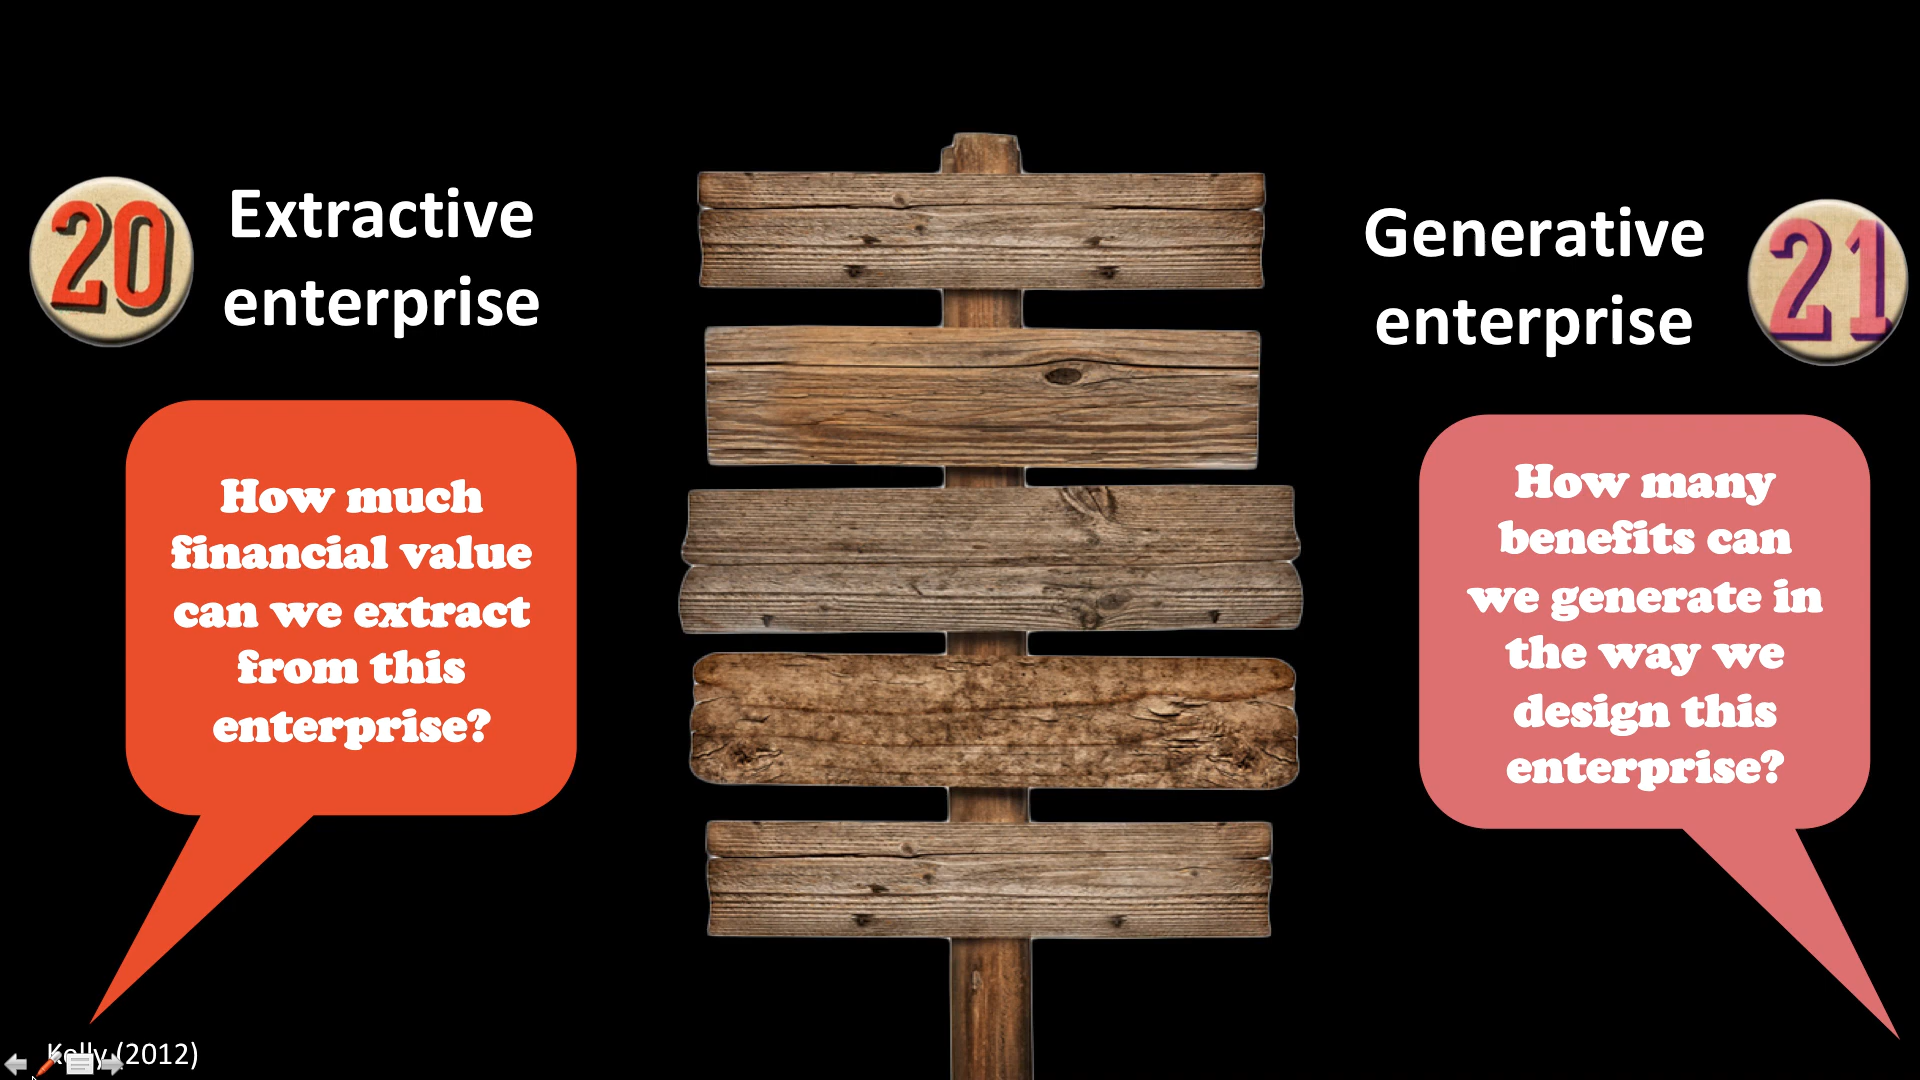 20
Extractive
enterprise
How much
financial value
can we extract
from this
enterprise?
Generative
enterprise
21
How many
benefits can
we generate in
the way we
design this
enterprise?
Kelly (2012)